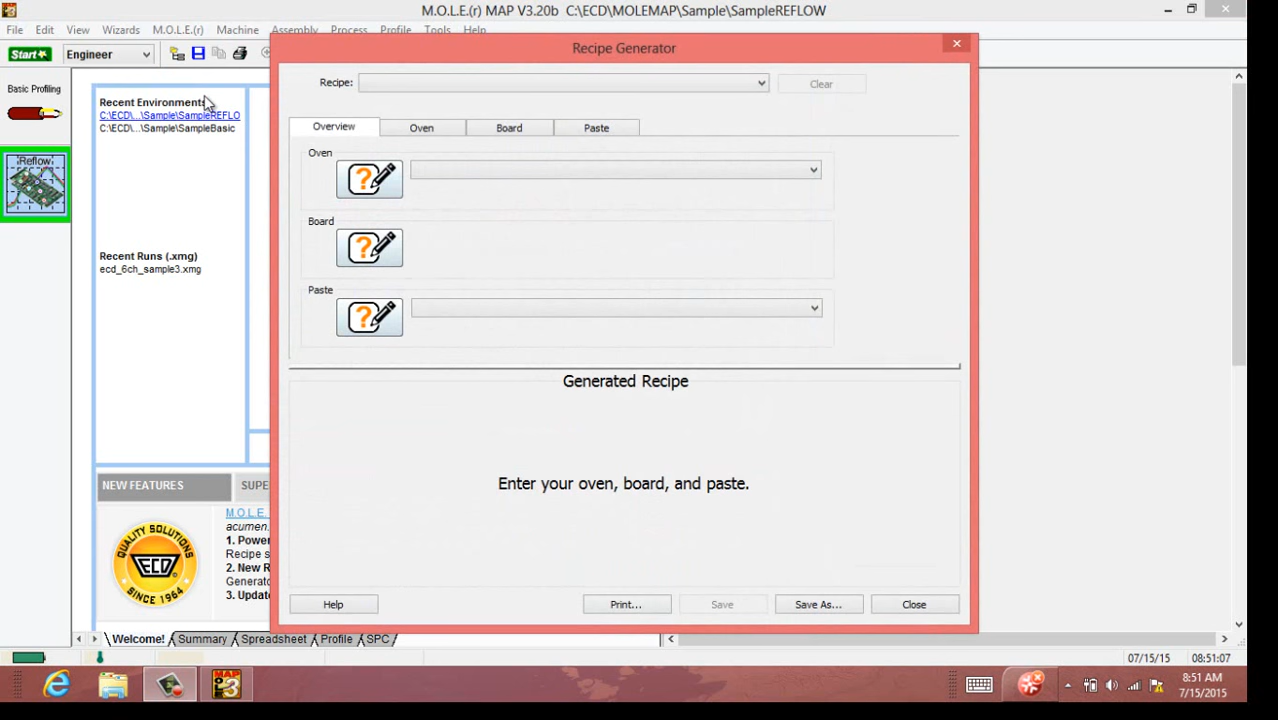 M.O.L.E.(r) MAP V3.20b  C:\ECD\MOLEMAP\Sample\SampleREFLOW
File Edit View Wizards M.O.L.E.(r) Machine Assembly Process Profile Tools Help
Start Engineer
Basic Profiling
Reflow
Recent Environments
C:\ECD\...\Sample\SampleREFLO
C:\ECD\...\Sample\SampleBasic
Recent Runs (.xmg)
ecd_6ch_sample3.xmg
NEW FEATURES SUPE
QUALITY SOLUTIONS
ECD
SINCE 1964
M.O.L.E.
acumen.
1. Power
Recipe s
2. New R
Generato
3. Updat
Recipe Generator
Recipe: Clear
Overview Oven Board Paste
Oven
?
Board
?
Paste
?
Generated Recipe
Enter your oven, board, and paste.
Help Print... Save Save As... Close
Welcome! Summary Spreadsheet Profile SPC
07/15/15 08:51:07
MAP
3
8:51 AM
7/15/2015